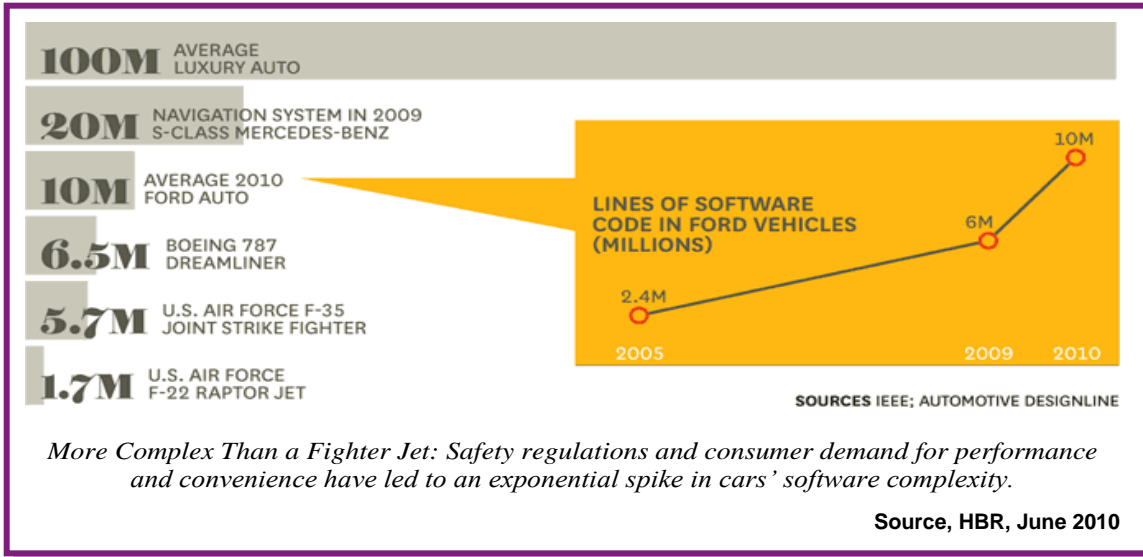 100M AVERAGE
LUXURY AUTO
20M NAVIGATION SYSTEM IN 2009
S-CLASS MERCEDES-BENZ
10M AVERAGE 2010
FORD AUTO
6.5M BOEING 787
DREAMLINER
5.7M U.S. AIR FORCE F-35
JOINT STRIKE FIGHTER
1.7M U.S. AIR FORCE
F-22 RAPTOR JET
LINES OF SOFTWARE
CODE IN FORD VEHICLES
(MILLIONS)
2.4M
6M
10M
2005 2009 2010
SOURCES IEEE; AUTOMOTIVE DESIGNLINE
More Complex Than a Fighter Jet: Safety regulations and consumer demand for performance
and convenience have led to an exponential spike in cars’ software complexity.
Source, HBR, June 2010